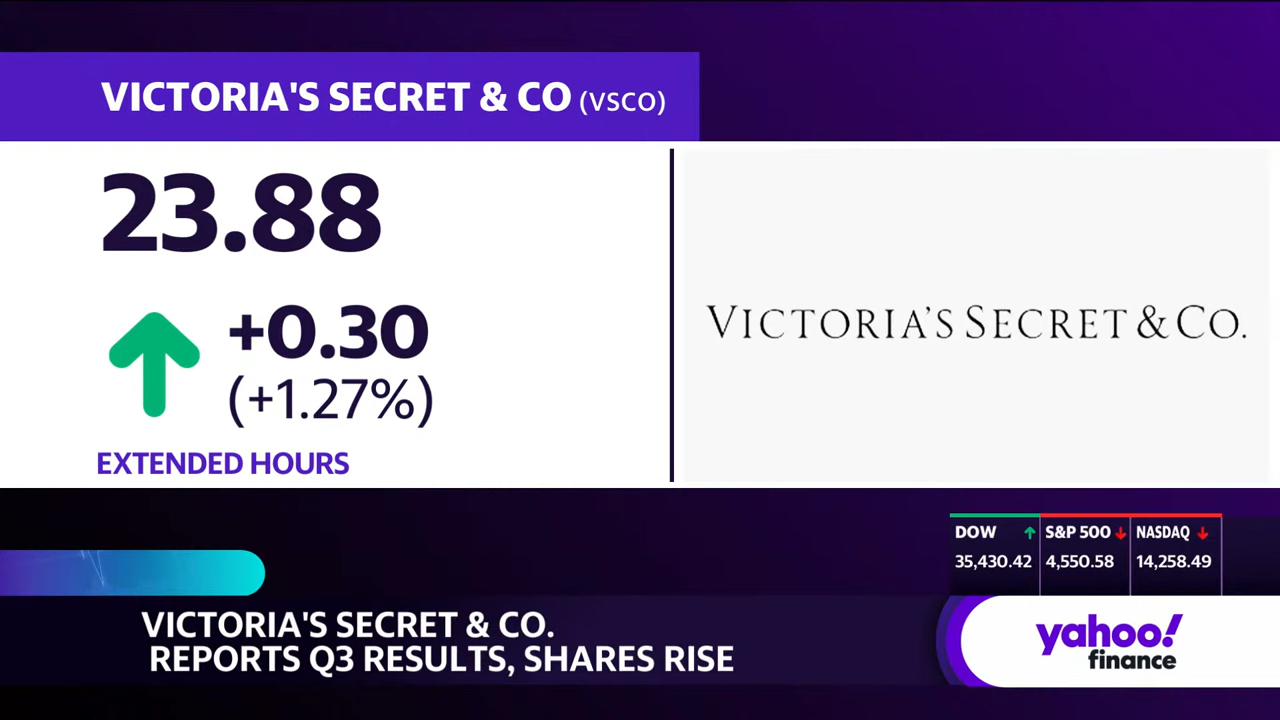 VICTORIA'S SECRET & CO (VSCO)
23.88
+0.30
(+1.27%)
EXTENDED HOURS
VICTORIA'S SECRET & CO.
DOW S&P 500 NASDAQ
35,430.42 4,550.58 14,258.49
VICTORIA'S SECRET & CO.
REPORTS Q3 RESULTS, SHARES RISE
yahoo!
finance